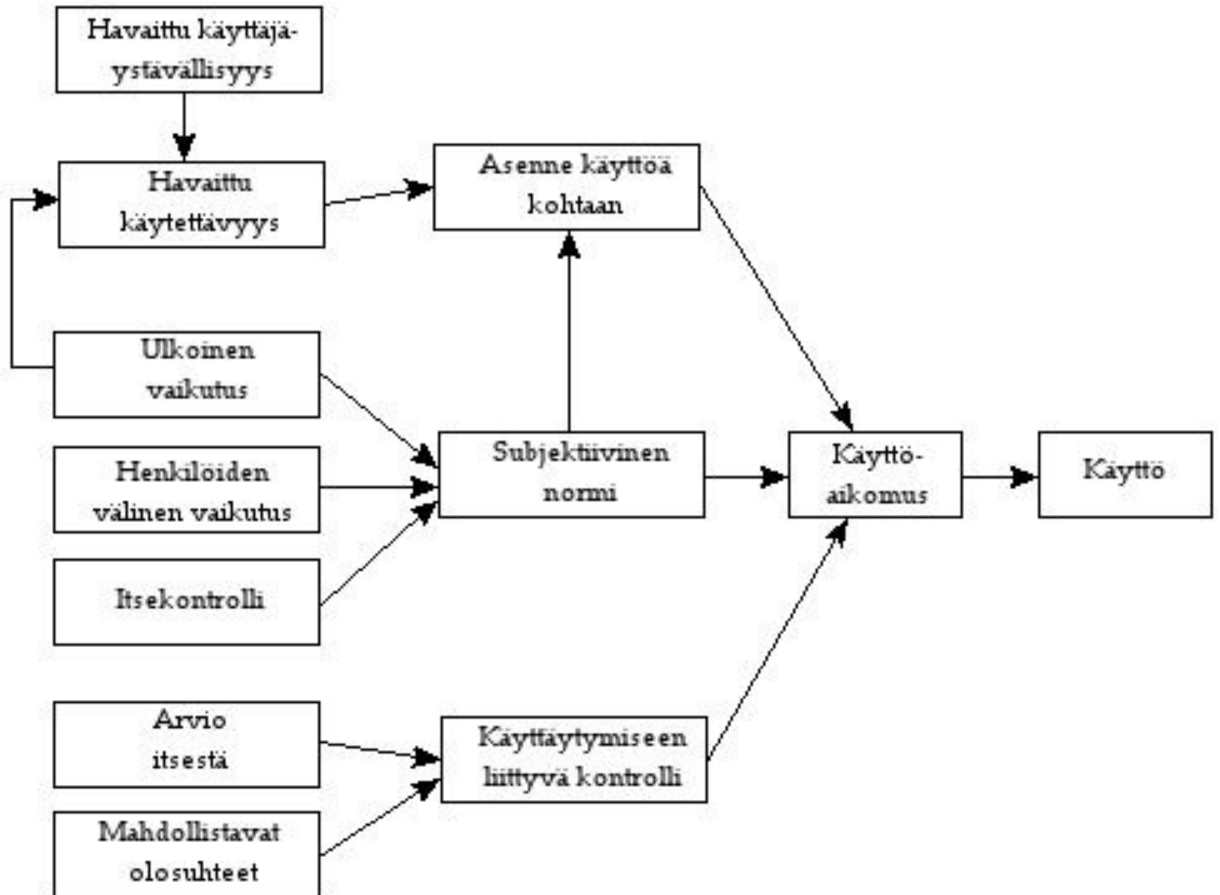 Havaittu käyttäjä-
ystävällisyys
Havaittu
käytettävyys
Asenne käyttöä
kohtaan
Ulkoinen
vaikutus
Henkilöiden
välinen vaikutus
Itsekontrolli
Subjektiivinen
normi
Käyttö-
aikomus
Käyttö
Arvio
itsestä
Mahdollistavat
olosuhteet
Käyttäytymiseen
liittyvä kontrolli